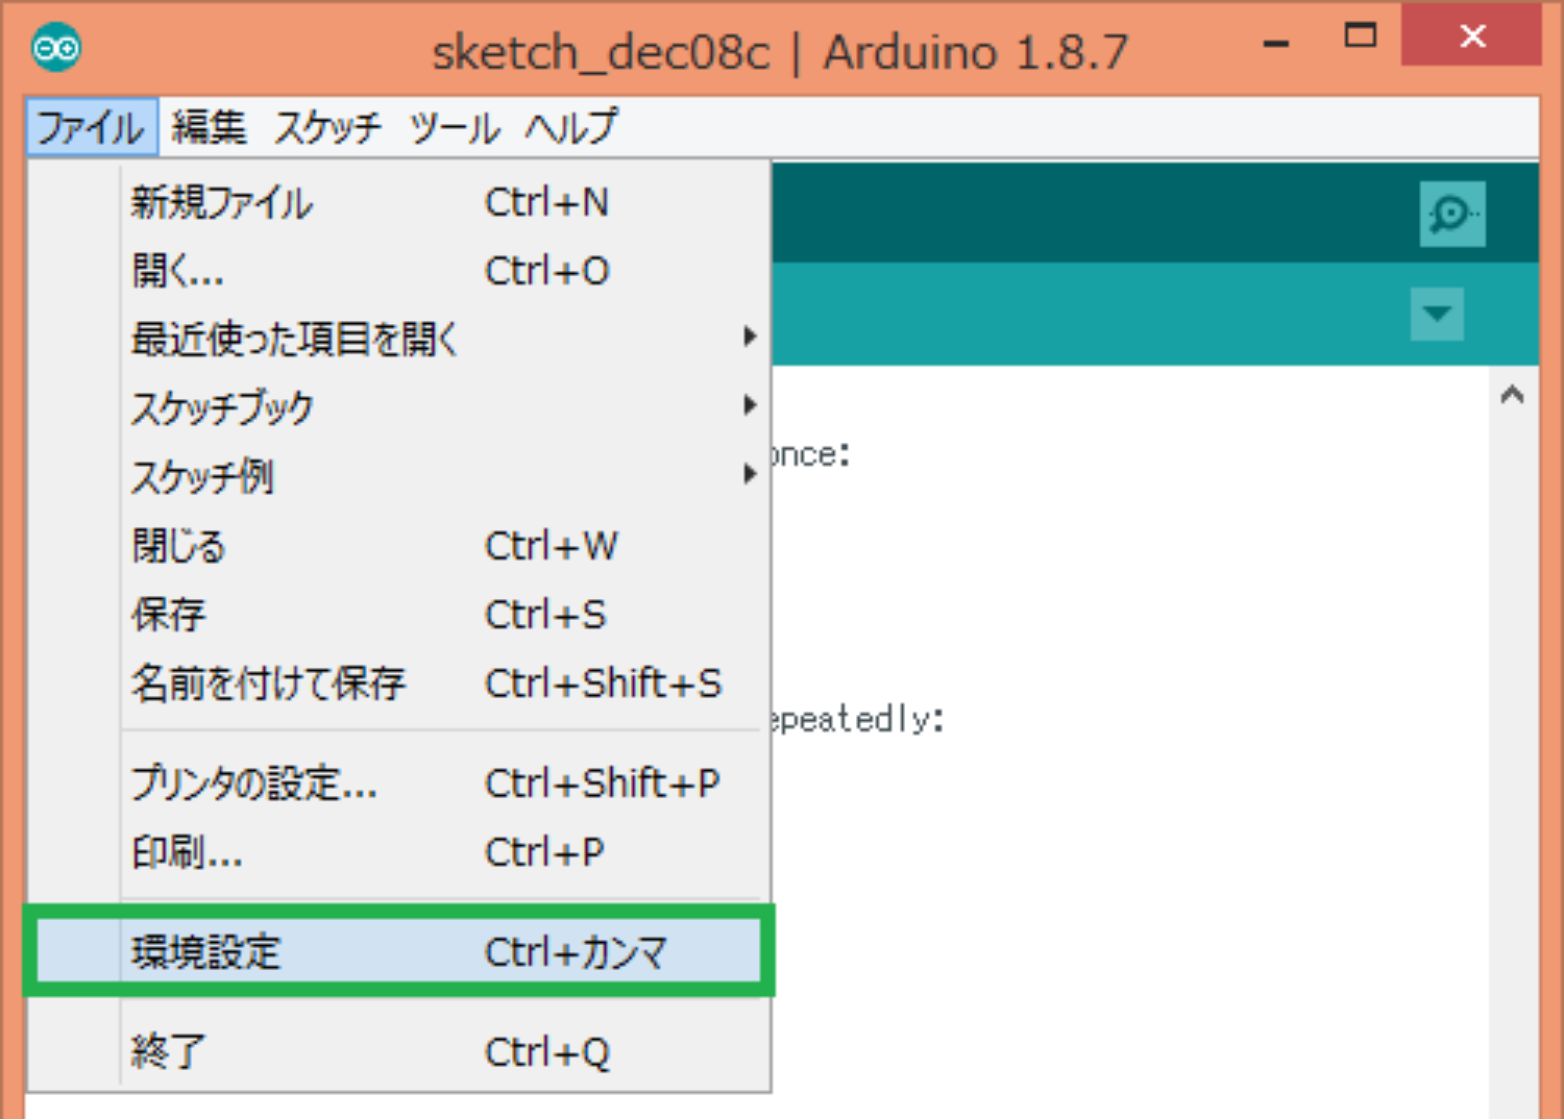 sketch_dec08c | Arduino 1.8.7
ファイル 編集 スケッチ ツール ヘルプ
新規ファイル Ctrl+N
開く... Ctrl+O
最近使った項目を開く
スケッチブック
スケッチ例
once:
閉じる Ctrl+W
保存 Ctrl+S
名前を付けて保存 Ctrl+Shift+S
epeatedly:
プリンタの設定... Ctrl+Shift+P
印刷... Ctrl+P
環境設定 Ctrl+カンマ
終了 Ctrl+Q